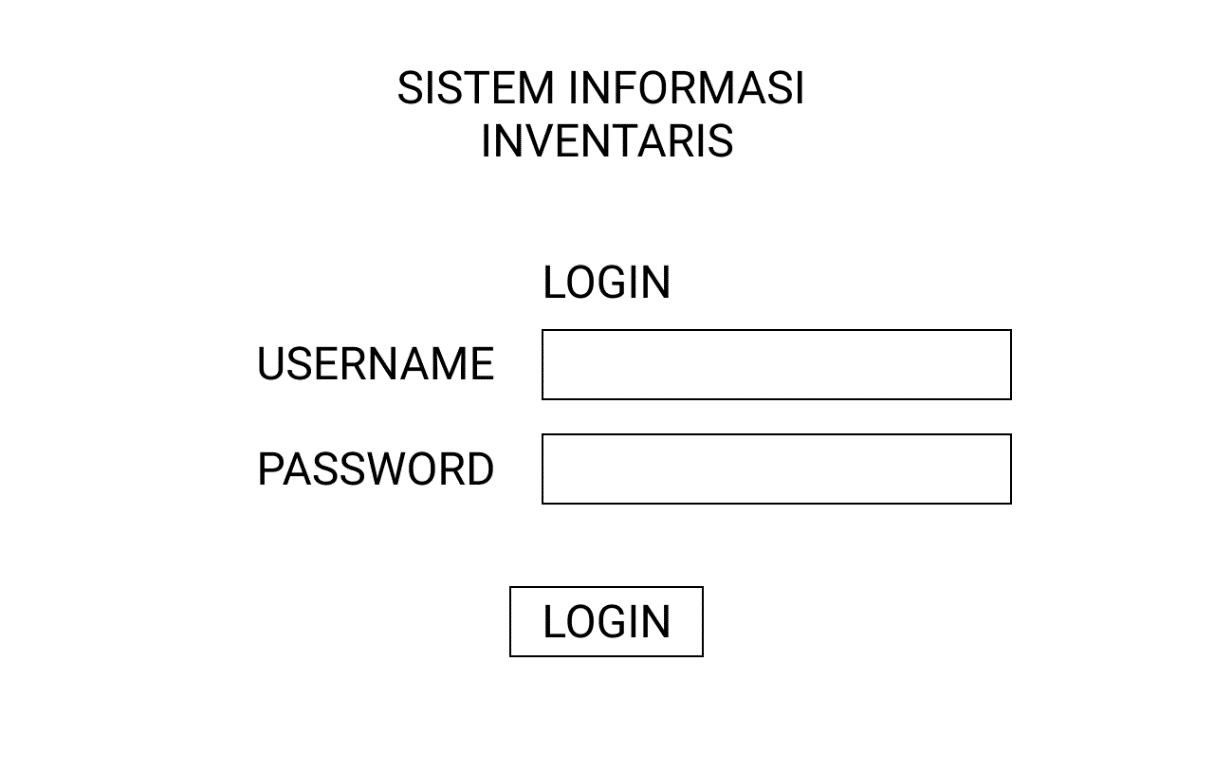 SISTEM INFORMASI
INVENTARIS
LOGIN
USERNAME
PASSWORD
LOGIN